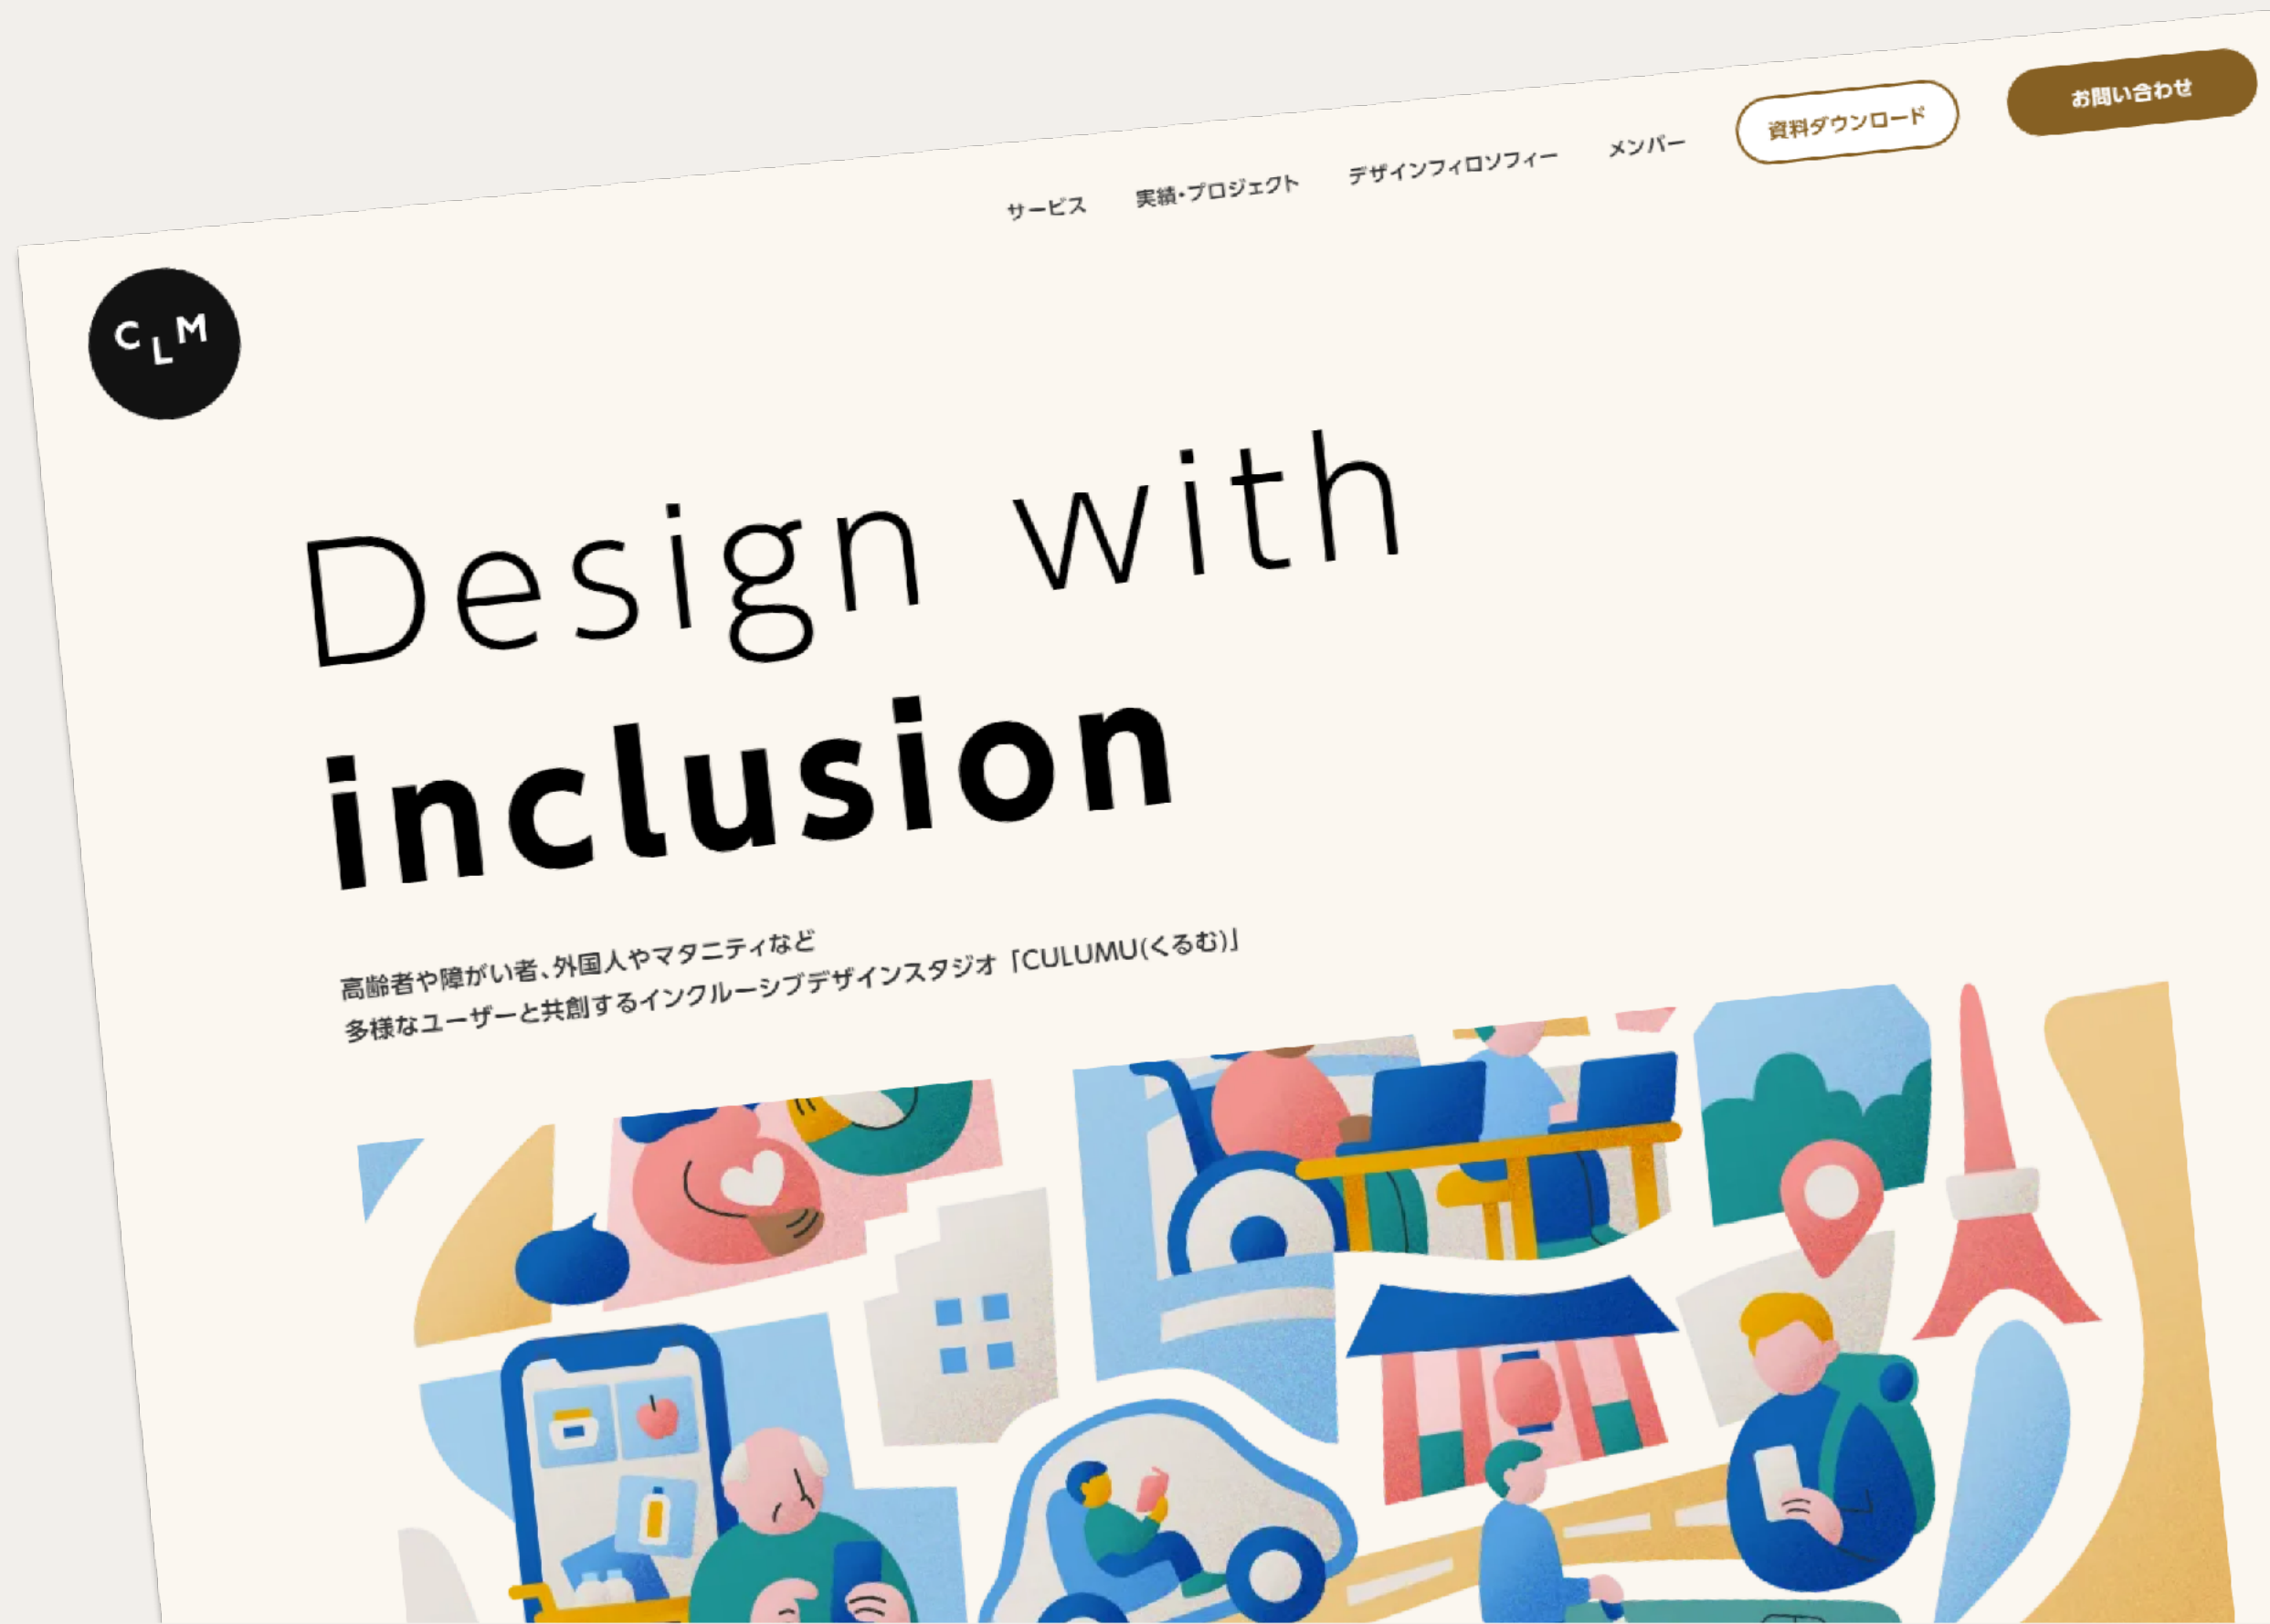 サービス
実績・プロジェクト
デザインフィロソフィー
メンバー
資料ダウンロード
お問い合わせ
CLM
Design with
inclusion
高齢者や障がい者、外国人やマタニティなど
多様なユーザーと共創するインクルーシブデザインスタジオ「CULUMU(くるむ)」